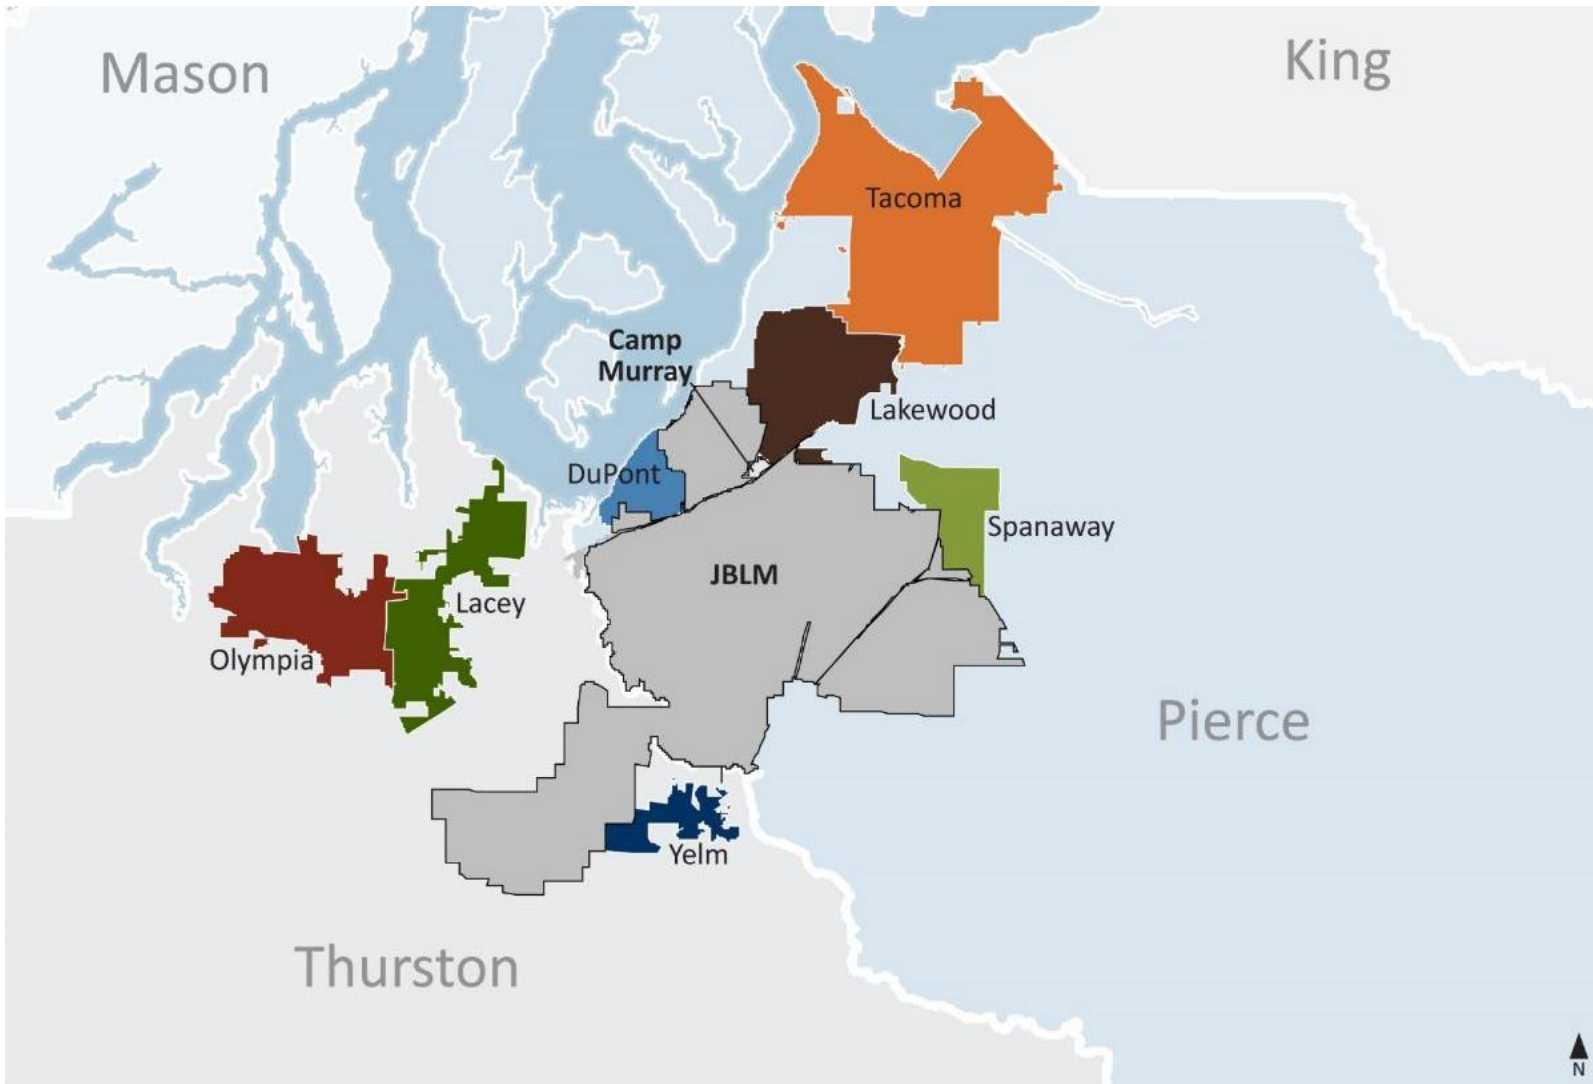 Mason
King
Tacoma
Camp
Murray
Lakewood
DuPont
Spanaway
JBLM
Lacey
Olympia
Pierce
Yelm
Thurston
N